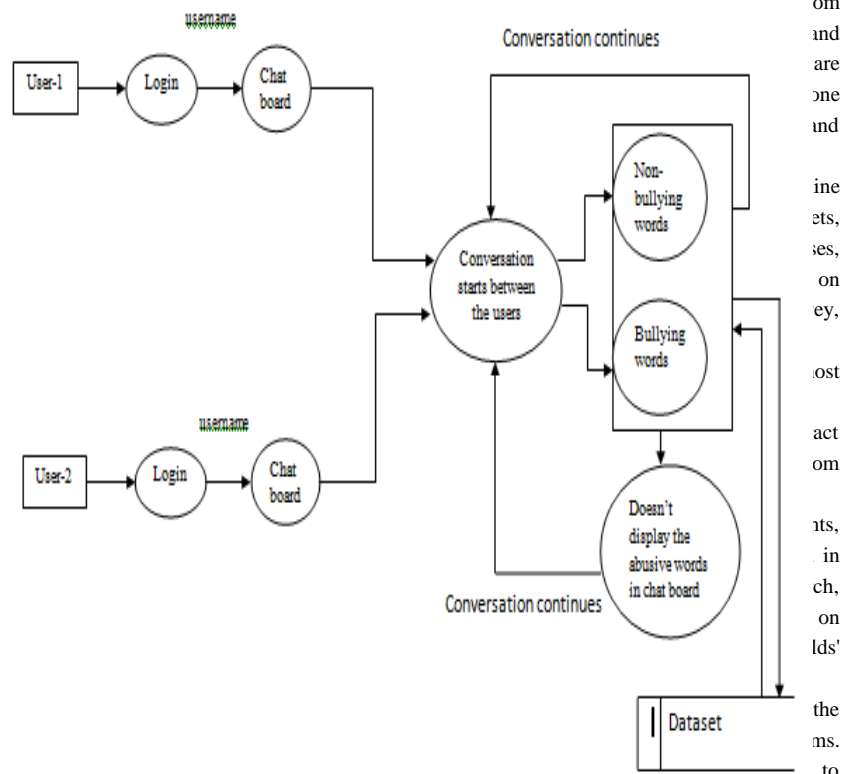 username
Conversation continues
User-1
Login
Chat
board
Non-
bullying
words
Conversation
starts between
the users
Bullying
words
username
User-2
Login
Chat
board
Doesn't
display the
abusive words
in chat board
Conversation continues
Dataset
om
and
are
one
and
ine
ets,
ses,
on
ey,
ost
act
om
nts,
in
ch,
on
lds'
the
ms.
to